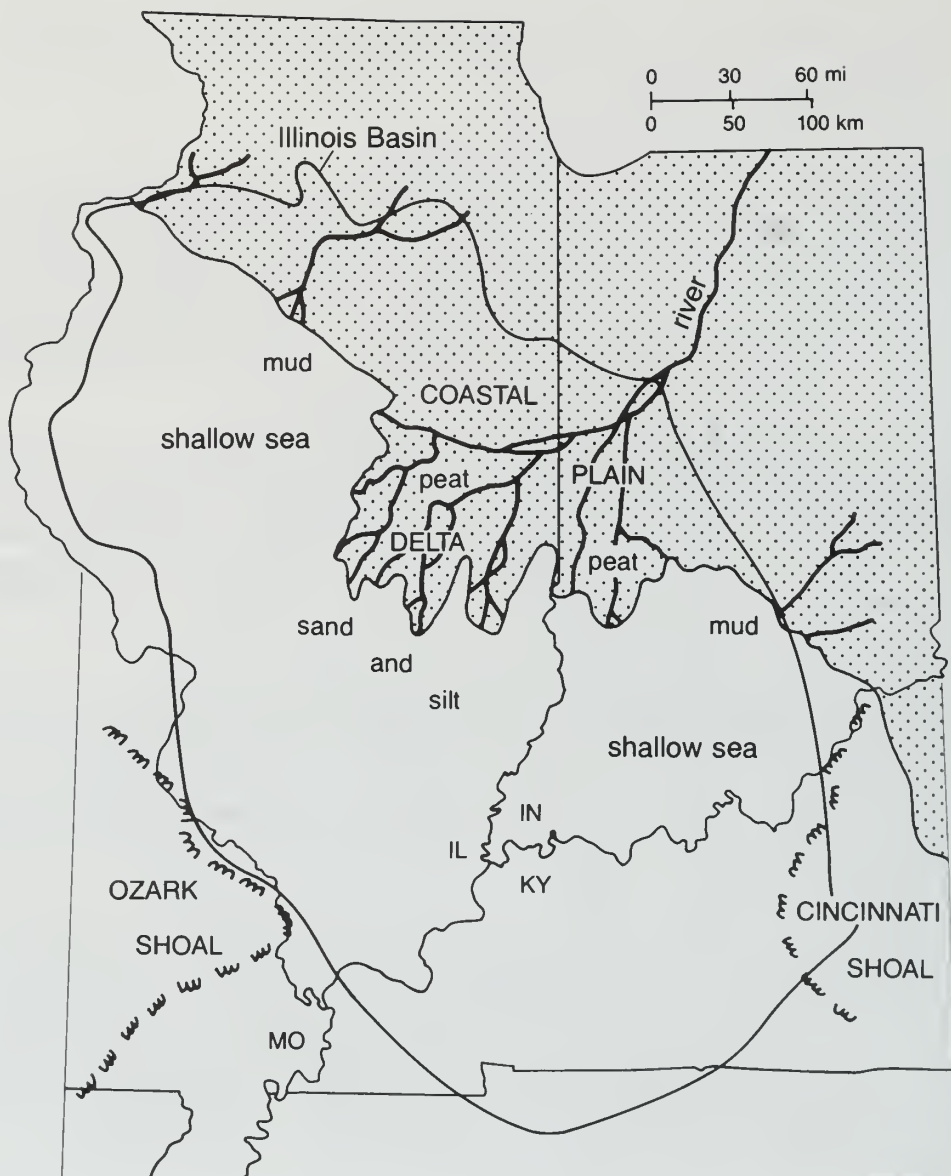 0 30 60 mi
0 50 100 km
Illinois Basin
river
mud
COASTAL
shallow sea
peat
PLAIN
DELTA
peat
sand
mud
and
silt
shallow sea
IN
IL
KY
OZARK
CINCINNATI
SHOAL
SHOAL
MO